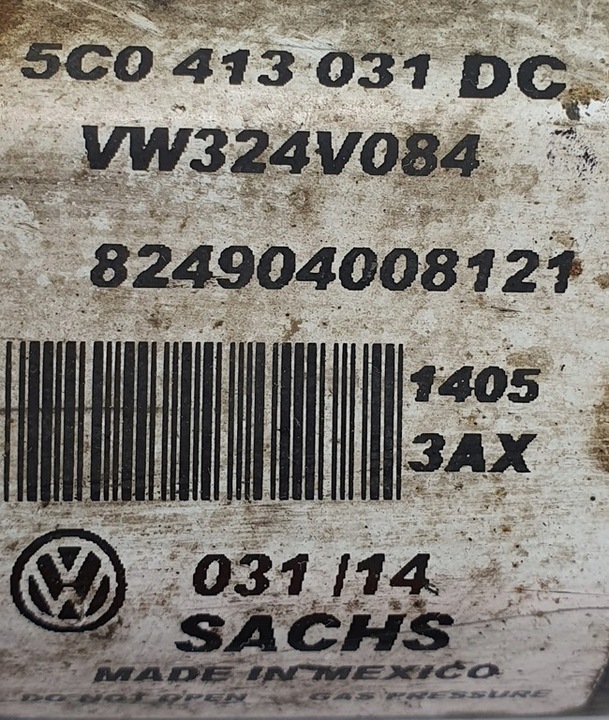 5C0 413 031 DC
VW324V084
824904008121
1405
3AX
031 /14
SACHS
MADE IN MEXICO
DO NOT OPEN GAS PRESSURE